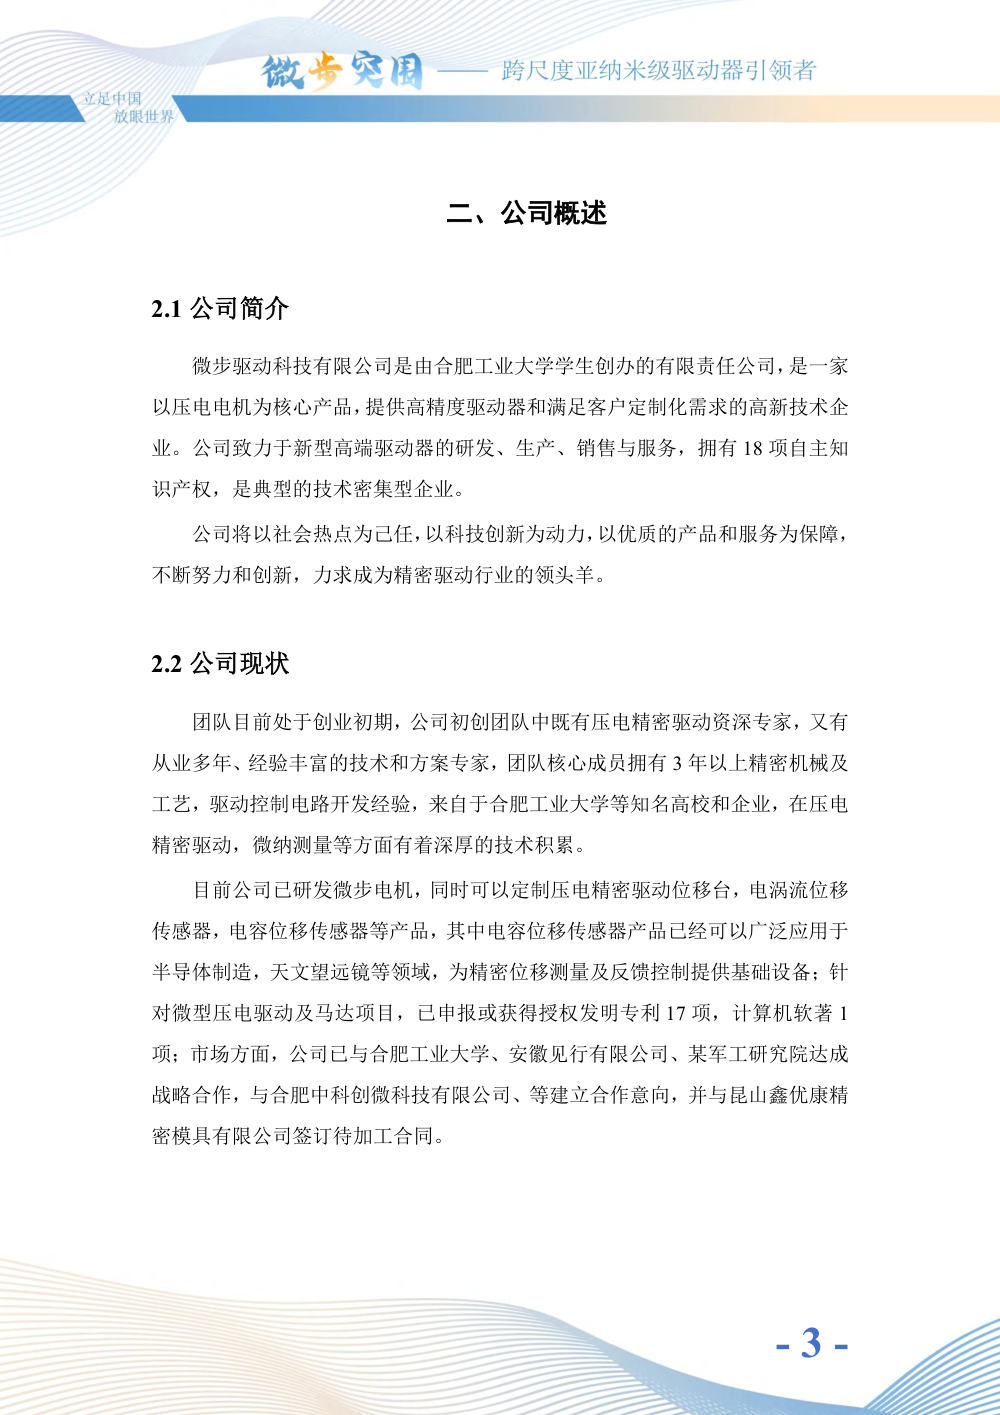 微步突围——跨尺度亚纳米级驱动器引领者
立足中国
放眼世界
二、公司概述
2.1 公司简介
微步驱动科技有限公司是由合肥工业大学学生创办的有限责任公司，是一家
以压电电机为核心产品，提供高精度驱动器和满足客户定制化需求的高新技术企
业。公司致力于新型高端驱动器的研发、生产、销售与服务，拥有 18 项自主知
识产权，是典型的技术密集型企业。
公司将以社会热点为己任，以科技创新为动力，以优质的产品和服务为保障，
不断努力和创新，力求成为精密驱动行业的领头羊。
2.2 公司现状
团队目前处于创业初期，公司初创团队中既有压电精密驱动资深专家，又有
从业多年、经验丰富的技术和方案专家，团队核心成员拥有 3 年以上精密机械及
工艺，驱动控制电路开发经验，来自于合肥工业大学等知名高校和企业，在压电
精密驱动，微纳测量等方面有着深厚的技术积累。
目前公司已研发微步电机，同时可以定制压电精密驱动位移台，电涡流位移
传感器，电容位移传感器等产品，其中电容位移传感器产品已经可以广泛应用于
半导体制造，天文望远镜等领域，为精密位移测量及反馈控制提供基础设备；针
对微型压电驱动及马达项目，已申报或获得授权发明专利 17 项，计算机软著 1
项；市场方面，公司已与合肥工业大学、安徽见行有限公司、某军工研究院达成
战略合作，与合肥中科创微科技有限公司、等建立合作意向，并与昆山鑫优康精
密模具有限公司签订待加工合同。
- 3 -